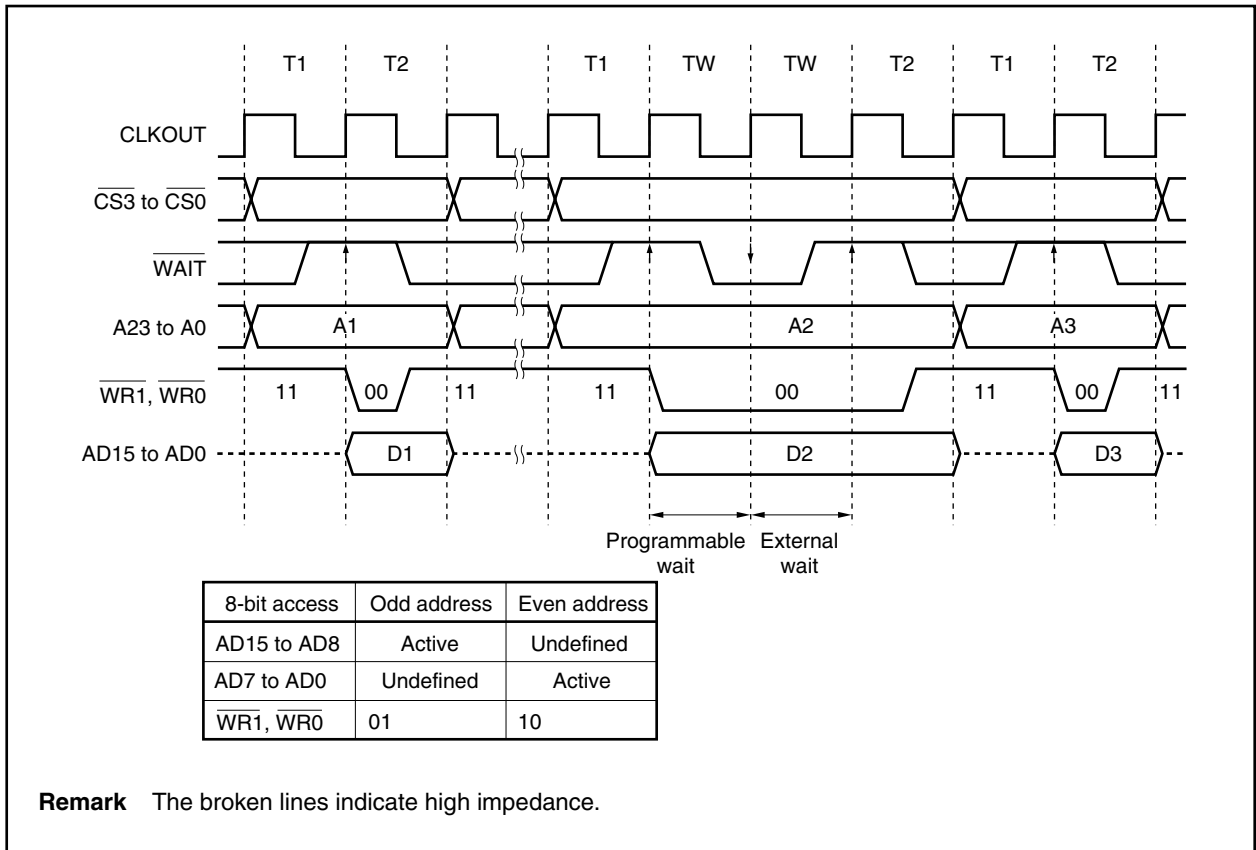 T1 T2 T1 TW TW T2 T1 T2
CLKOUT
CS3 to CS0
WAIT
A23 to A0 A1 A2 A3
WR1, WR0 11 00 11 11 00 11 00 11
AD15 to AD0 D1 D2 D3
Programmable wait
External wait
8-bit access Odd address Even address
AD15 to AD8 Active Undefined
AD7 to AD0 Undefined Active
WR1, WR0 01 10
Remark The broken lines indicate high impedance.